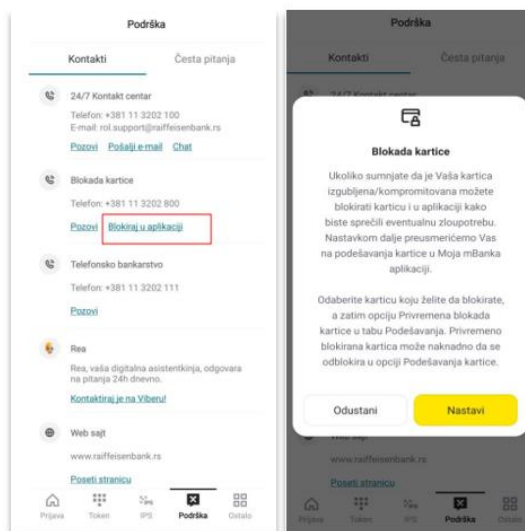 Podrška
Kontakti
Česta pitanja
24/7 Kontakt centar
Telefon: +381 11 3202 100
E-mail: rol.support@raiffeisenbank.rs
Pozovi Pošalji e-mail Chat
Blokada kartice
Telefon: +381 11 3202 800
Pozovi Blokiraj u aplikaciji
Telefonsko bankarstvo
Telefon: +381 11 3202 111
Pozovi
Rea
Rea, vaša digitalna asistentkinja, odgovara
na pitanja 24h dnevno.
Kontaktiraj je na Viberu!
Web sajt
www.raiffeisenbank.rs
Poseti stranicu
Prijava Token IPS Podrška Ostalo
Podrška
Kontakti
Česta pitanja
24/7 Kontakt centar
Blokada kartice
Ukoliko sumnjate da je Vaša kartica
izgubljena/kompromitovana možete
blokirati karticu i u aplikaciji kako
biste sprečili eventualnu zloupotrebu.
Nastavkom dalje preusmerićemo Vas
na podešavanja kartice u Moja mBanka
aplikaciji.
Odaberite karticu koju želite da blokirate,
a zatim opciju Privremena blokada
kartice u tabu Podešavanja. Privremeno
blokirana kartica može naknadno da se
odblokira u opciji Podešavanja kartice.
Odustani
Nastavi
Web sajt
www.raiffeisenbank.rs
Poseti stranicu
Prijava Token IPS Podrška Ostalo